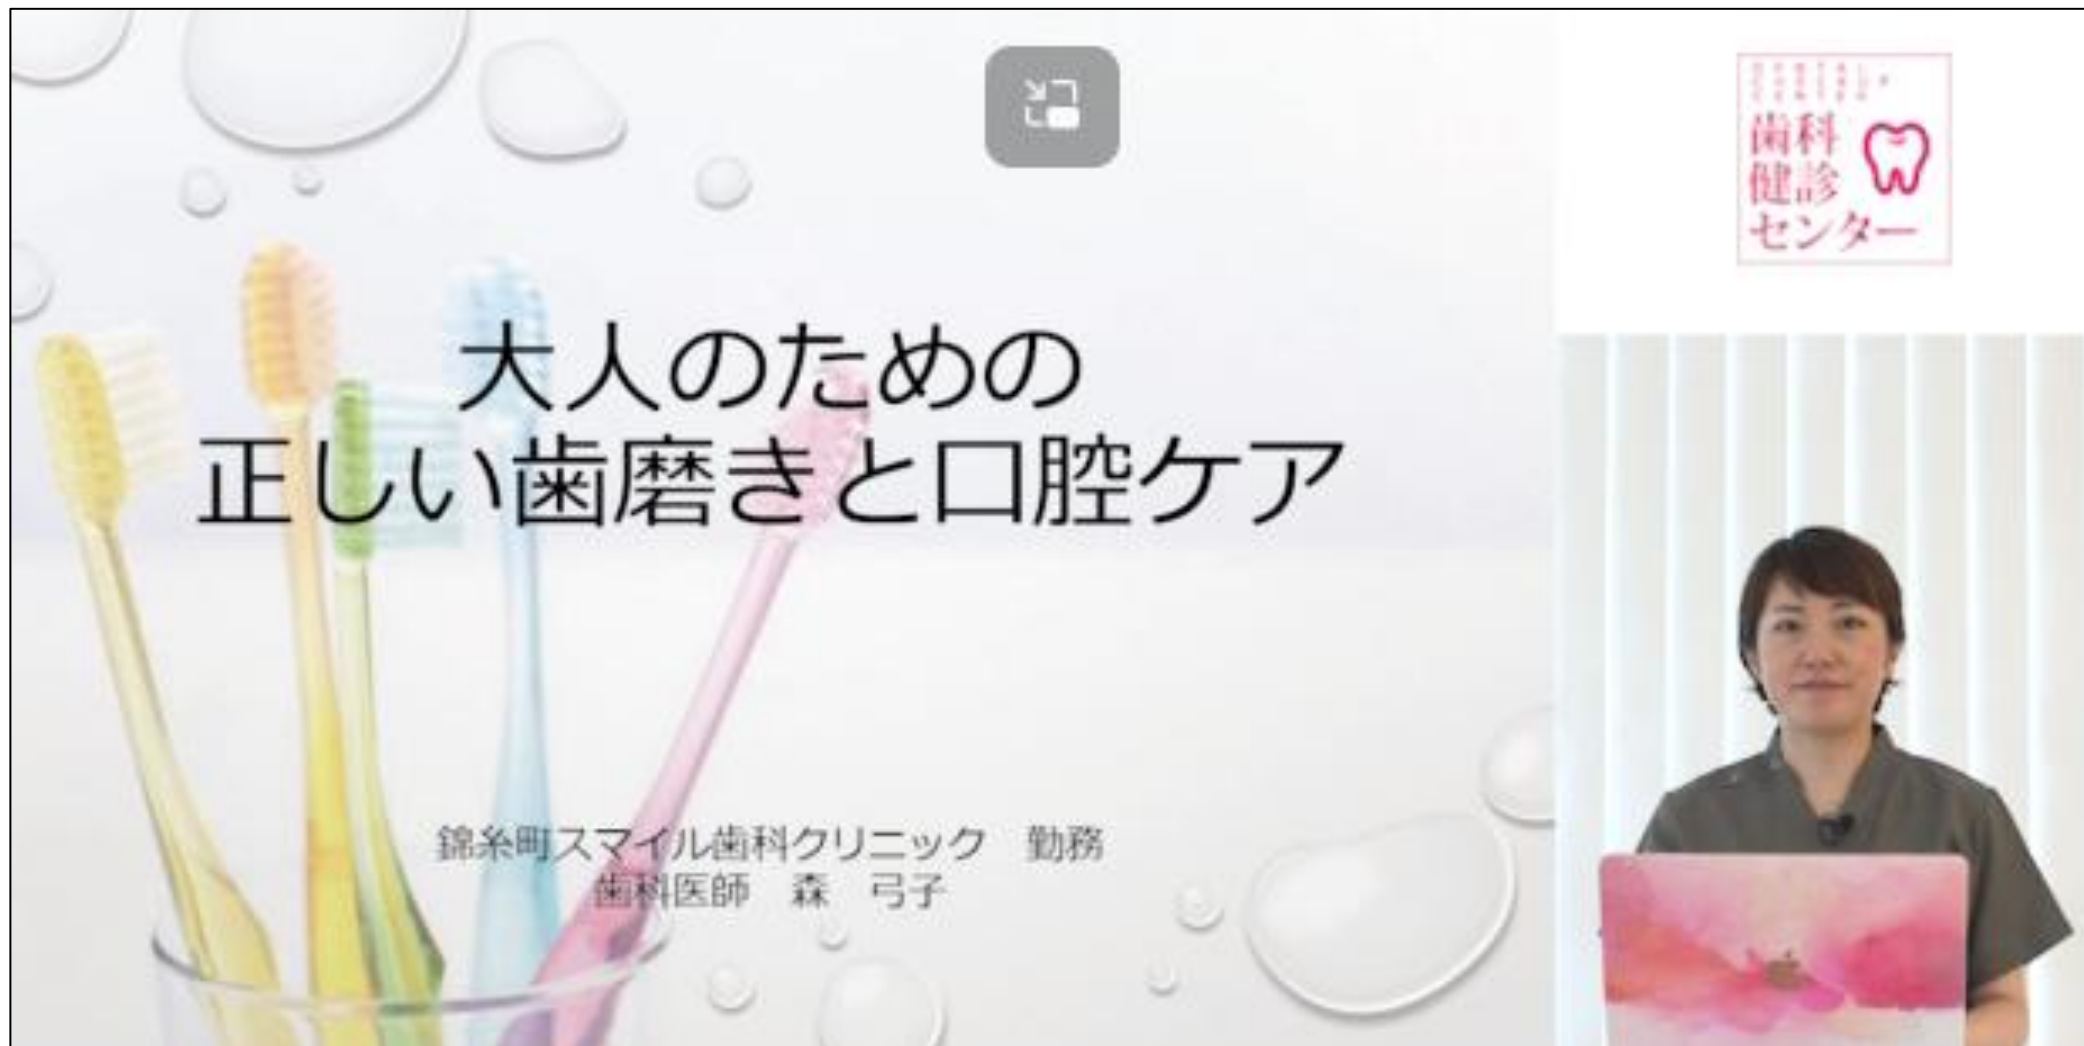 大人のための
正しい歯磨きと口腔ケア
錦糸町スマイル歯科クリニック　勤務
歯科医師　森　弓子
歯科
健診
センター